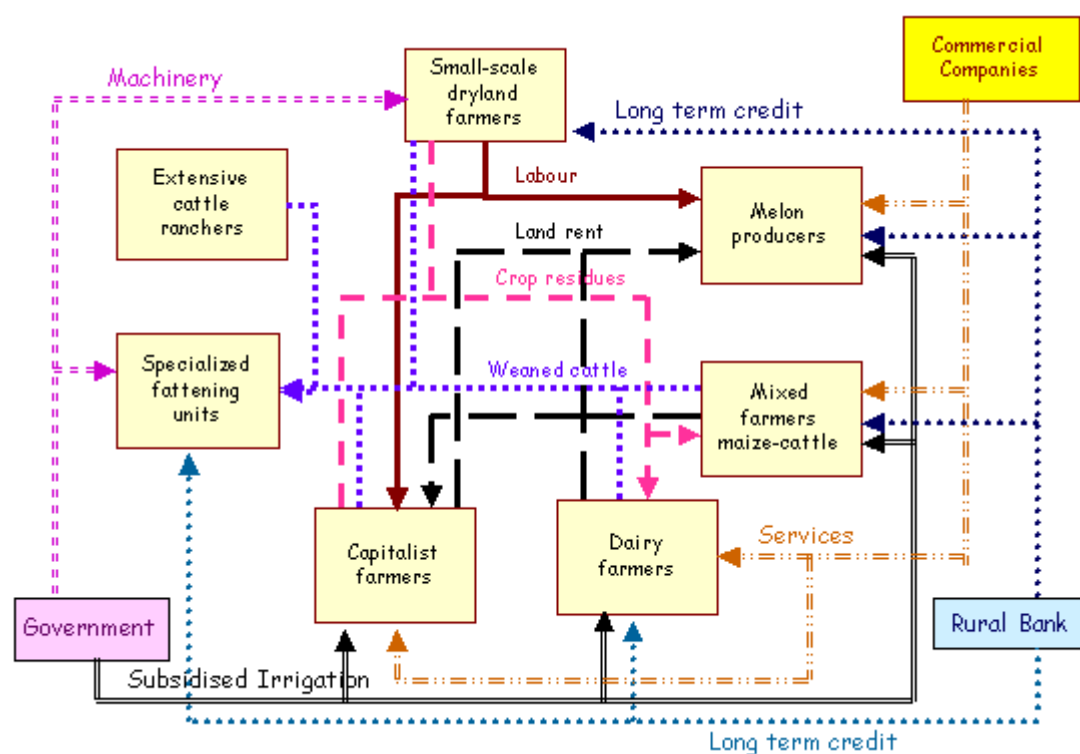 Commercial
Companies
Small-scale
dryland
farmers
Machinery
Long term credit
Extensive
cattle
ranchers
Labour
Melon
producers
Land rent
Crop residues
Specialized
fattening
units
Weaned cattle
Mixed
farmers
maize-cattle
Capitalist
farmers
Dairy
farmers
Services
Government
Rural Bank
Subsidised Irrigation
Long term credit